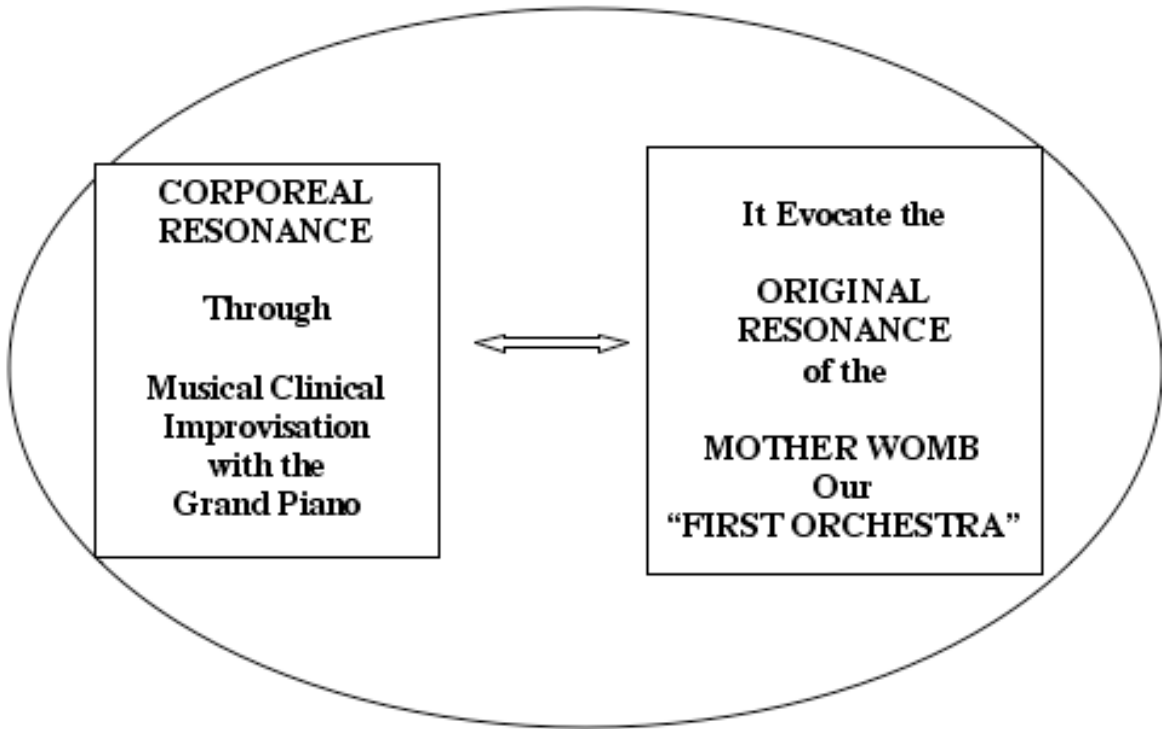 CORPOREAL
RESONANCE
Through
Musical Clinical
Improvisation
with the
Grand Piano
It Evocate the
ORIGINAL
RESONANCE
of the
MOTHER WOMB
Our
“FIRST ORCHESTRA”